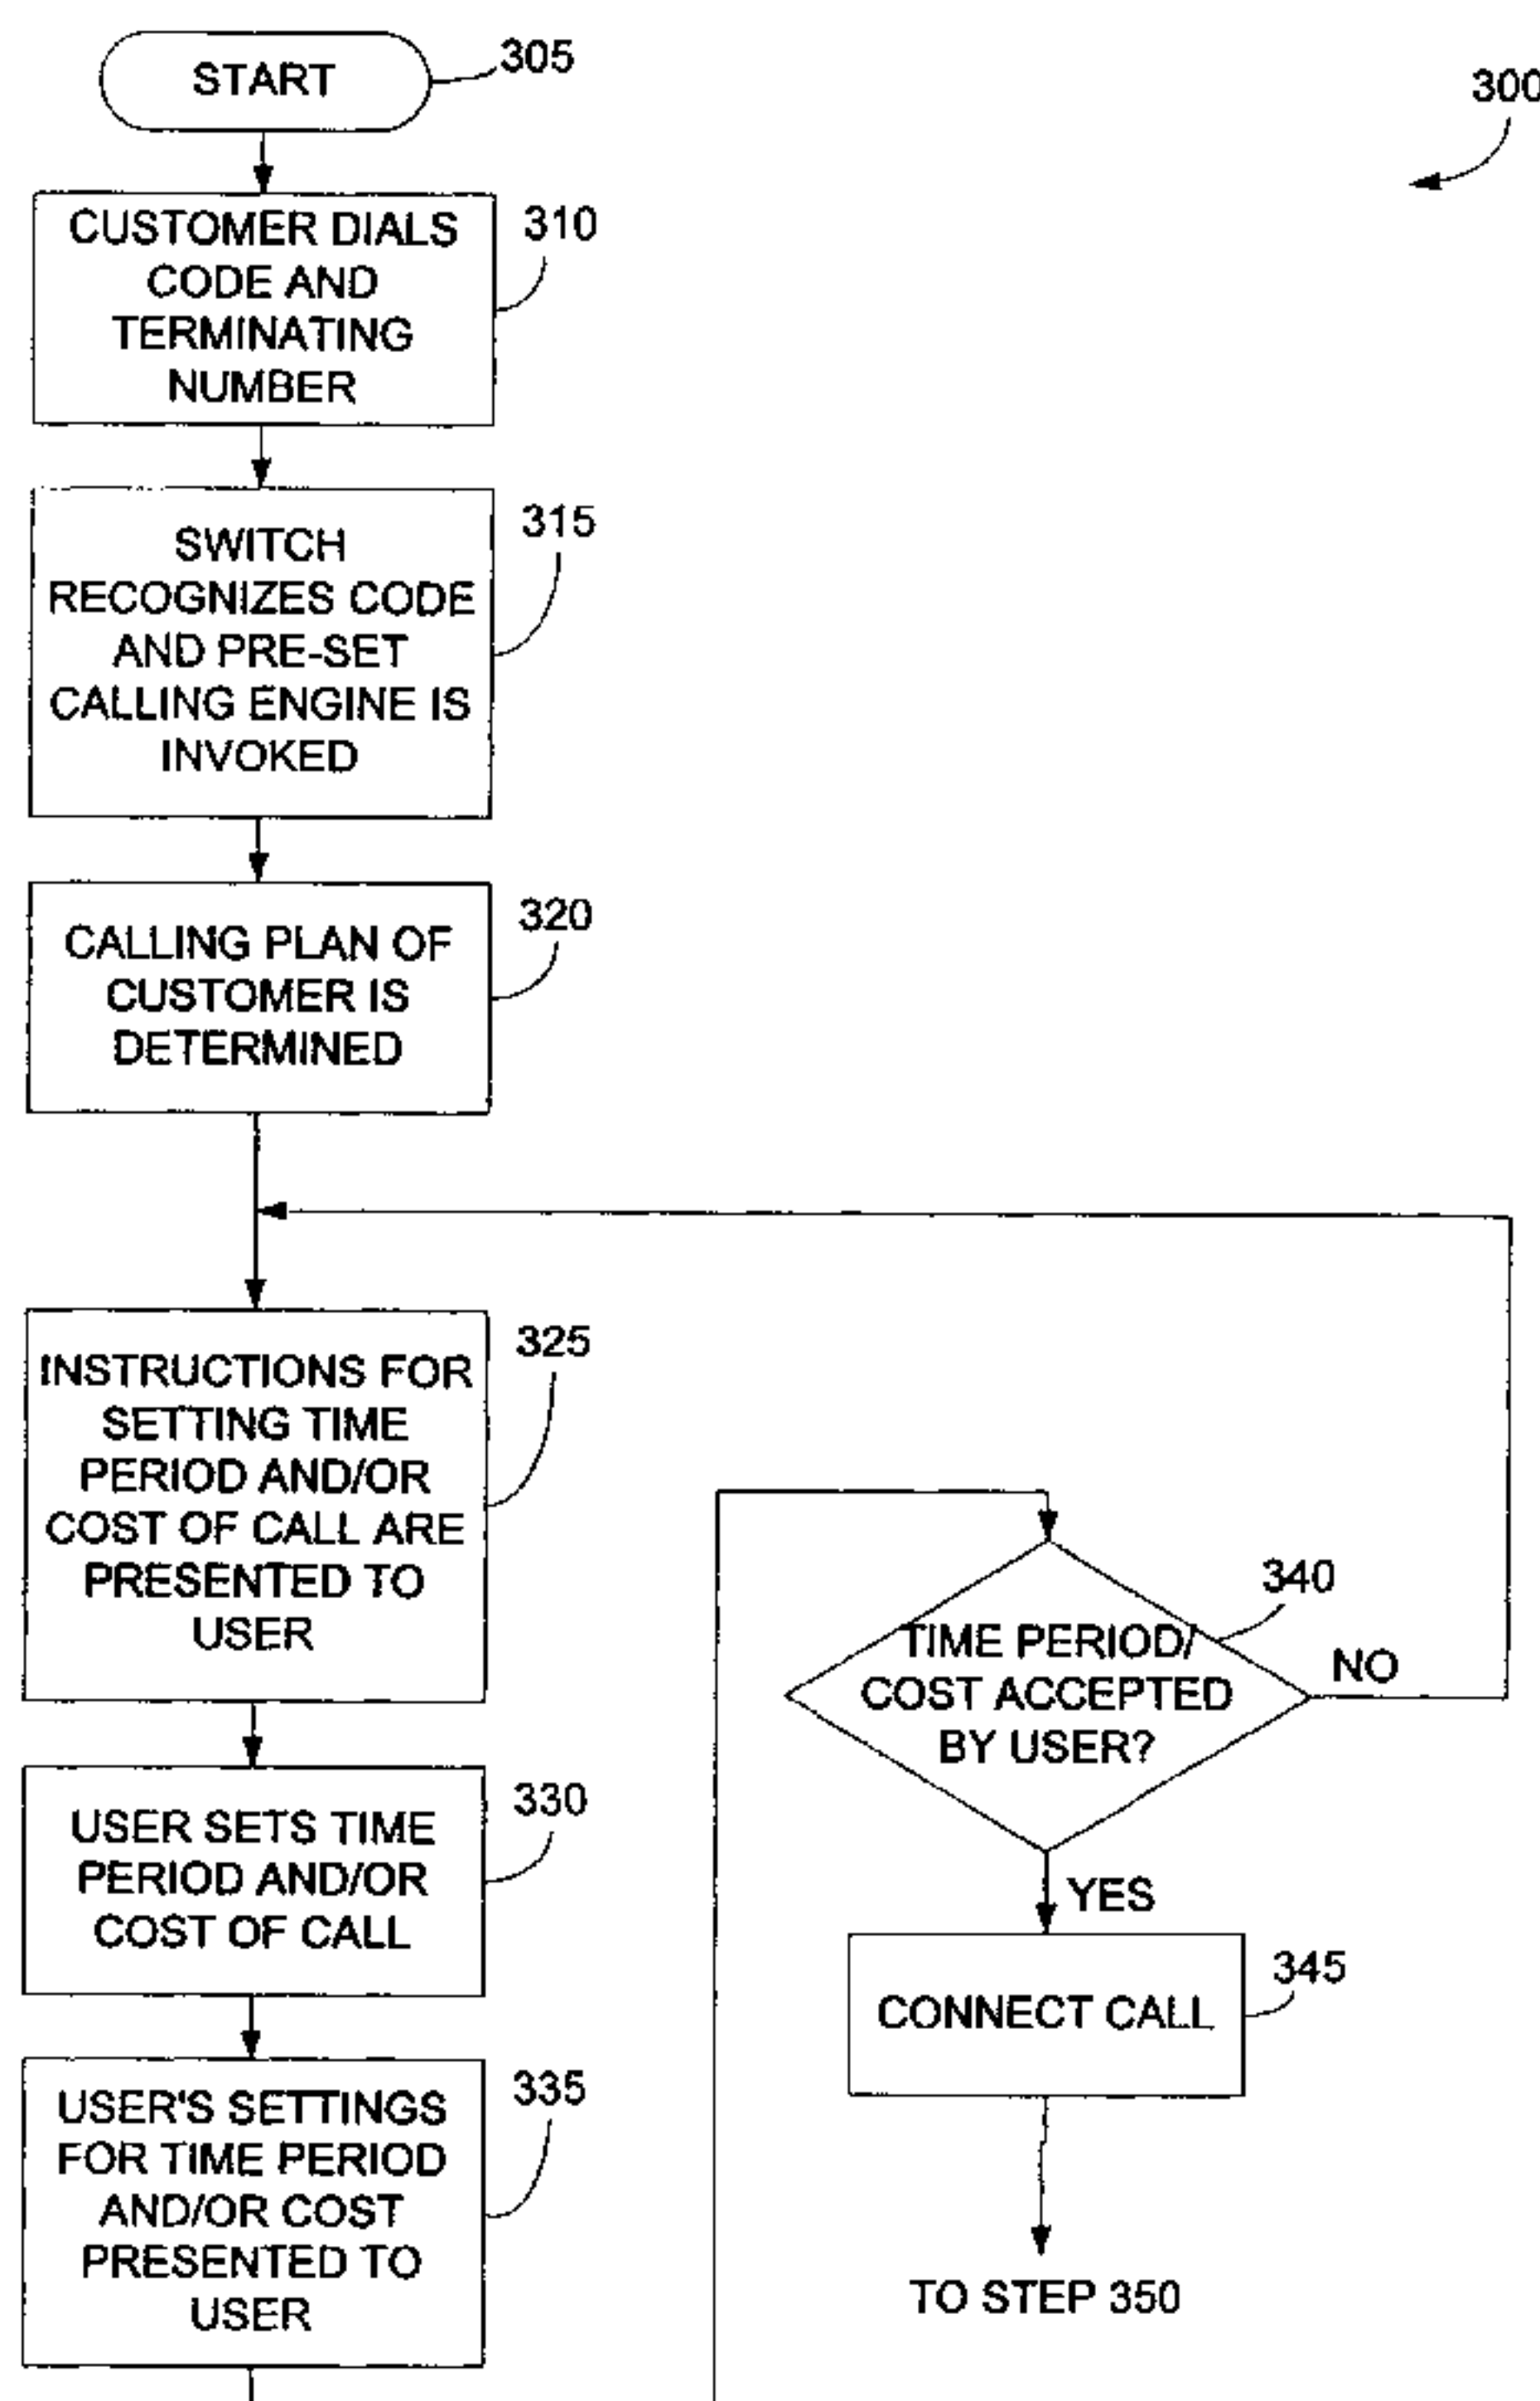 START
305
300
CUSTOMER DIALS
CODE AND
TERMINATING
NUMBER
310
SWITCH
RECOGNIZES CODE
AND PRE-SET
CALLING ENGINE IS
INVOKED
315
CALLING PLAN OF
CUSTOMER IS
DETERMINED
320
INSTRUCTIONS FOR
SETTING TIME
PERIOD AND/OR
COST OF CALL ARE
PRESENTED TO
USER
325
USER SETS TIME
PERIOD AND/OR
COST OF CALL
330
USER'S SETTINGS
FOR TIME PERIOD
AND/OR COST
PRESENTED TO
USER
335
TIME PERIOD/
COST ACCEPTED
BY USER?
340
NO
YES
CONNECT CALL
345
TO STEP 350